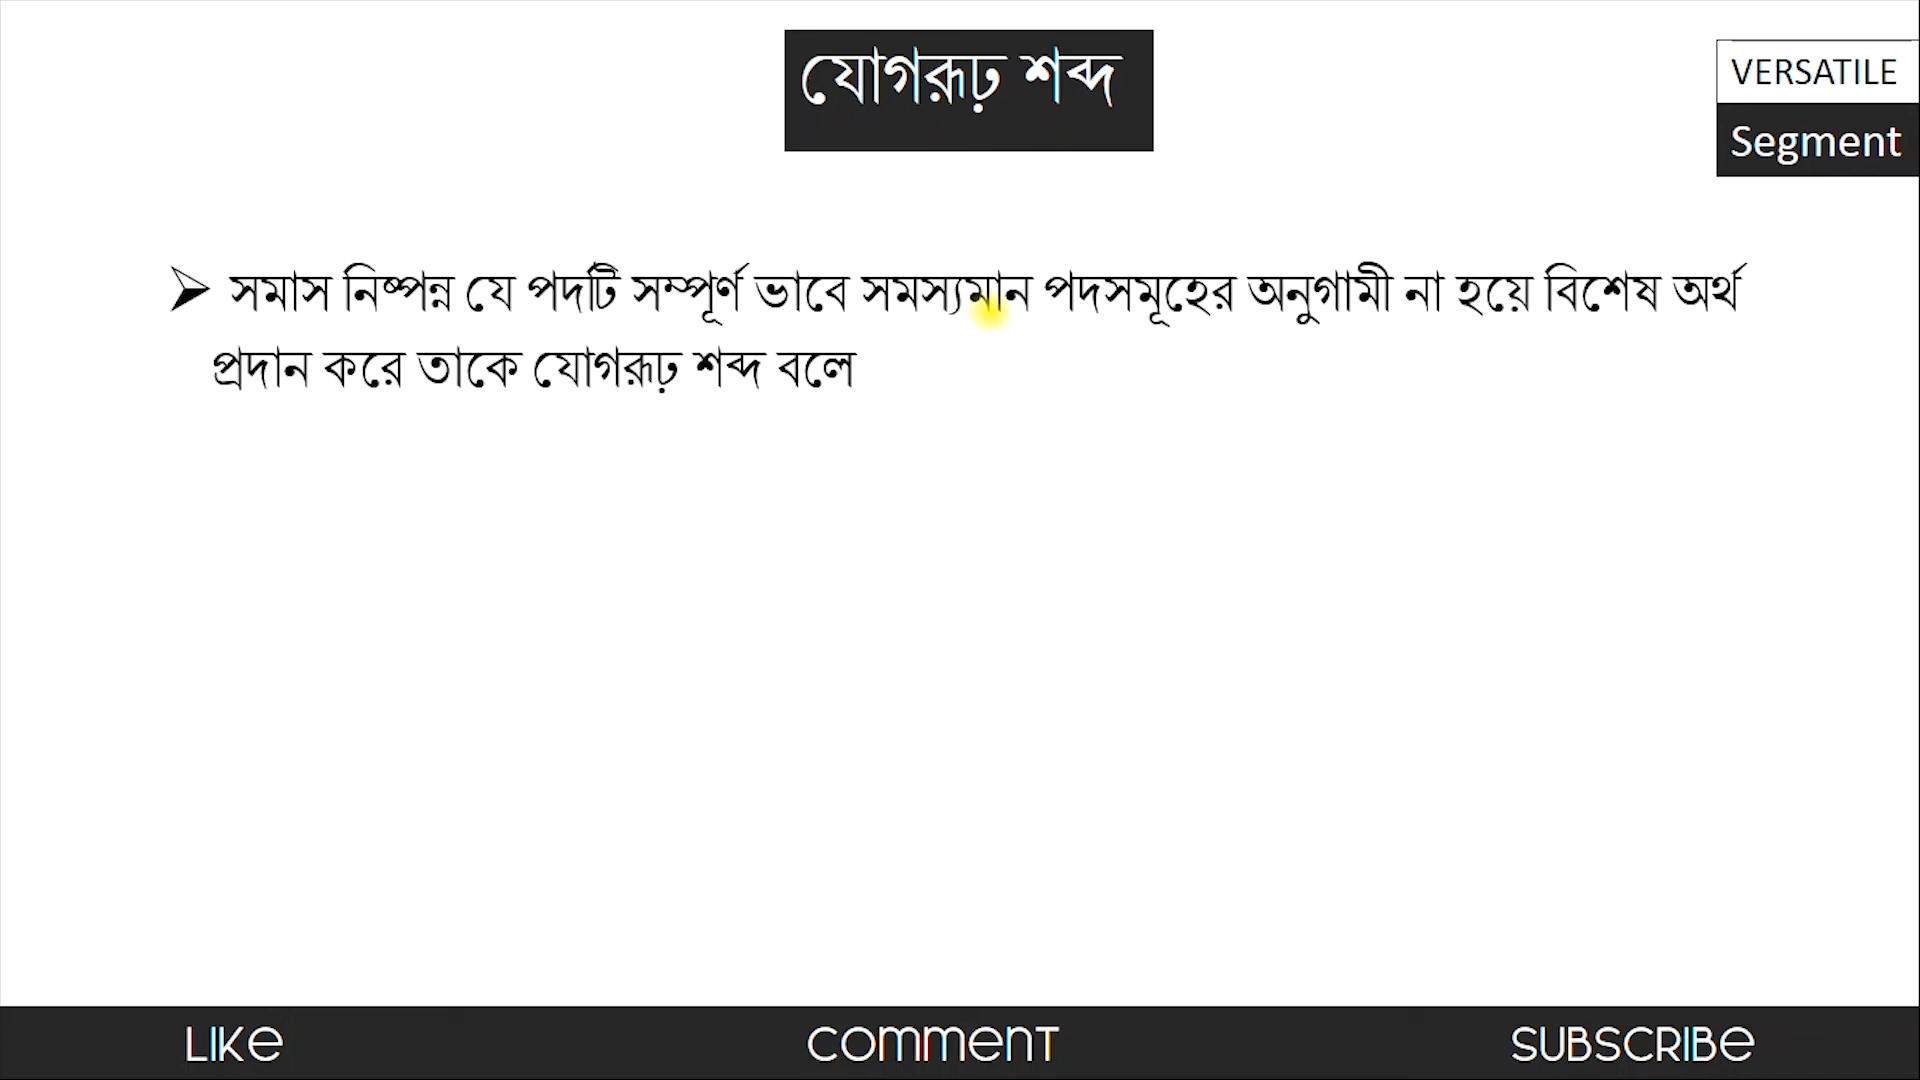 যোগরূঢ় শব্দ
VERSATILE
Segment
➢ সমাস নিষ্পন্ন যে পদটি সম্পূর্ণ ভাবে সমস্যমান পদসমূহের অনুগামী না হয়ে বিশেষ অর্থ
প্রদান করে তাকে যোগরূঢ় শব্দ বলে
LIKe
COMMenT
SUBSCRIBe